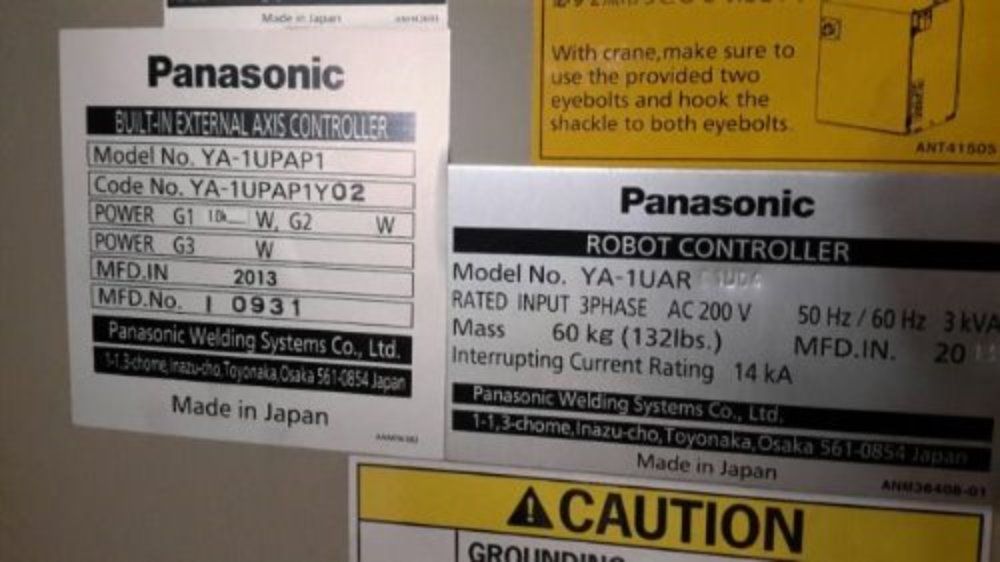 Made in Japan
Panasonic
BUILT-IN EXTERNAL AXIS CONTROLLER
Model No. YA-1UPAP1
Code No. YA-1UPAP1Y02
POWER G1 W, G2 W
POWER G3 W
MFD.IN 2013
MFD.No. I 0931
Panasonic Welding Systems Co., Ltd.
1-1,3-chome,Inazu-cho,Toyonaka,Osaka 561-0854 Japan
Made in Japan
With crane,make sure to
use the provided two
eyebolts and hook the
shackle to both eyebolts.
ANT41505
Panasonic
ROBOT CONTROLLER
Model No. YA-1UAR
RATED INPUT 3PHASE AC 200 V 50 Hz / 60 Hz 3 kVA
Mass 60 kg (132lbs.) MFD.IN. 20
Interrupting Current Rating 14 kA
Panasonic Welding Systems Co., Ltd.
1-1,3-chome,Inazu-cho,Toyonaka,Osaka 561-0854 Japan
Made in Japan
ANM36408-01
CAUTION
GROUNDING